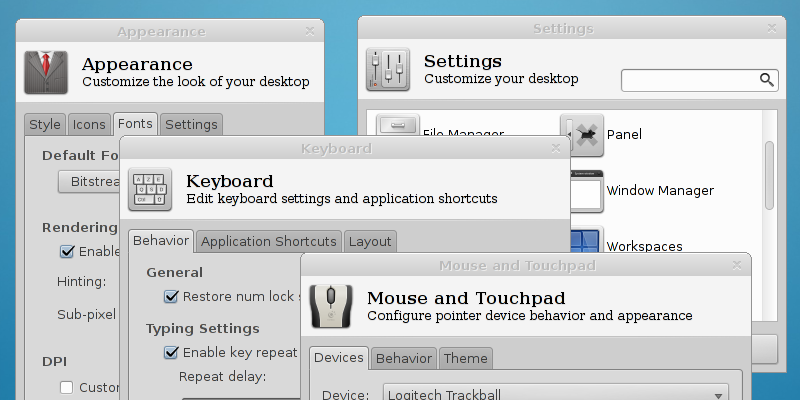 Appearance
Appearance
Customize the look of your desktop
Style
Icons
Fonts
Settings
Default Fo
Bitstrea
Rendering
Enable
Hinting:
Sub-pixel
DPI
Custo
Settings
Settings
Customize your desktop
File Manager
Panel
Window Manager
Workspaces
Keyboard
Keyboard
Edit keyboard settings and application shortcuts
Behavior
Application Shortcuts
Layout
General
Restore num lock
Typing Settings
Enable key repeat
Repeat delay:
Mouse and Touchpad
Mouse and Touchpad
Configure pointer device behavior and appearance
Devices
Behavior
Theme
Device:
Logitech Trackball